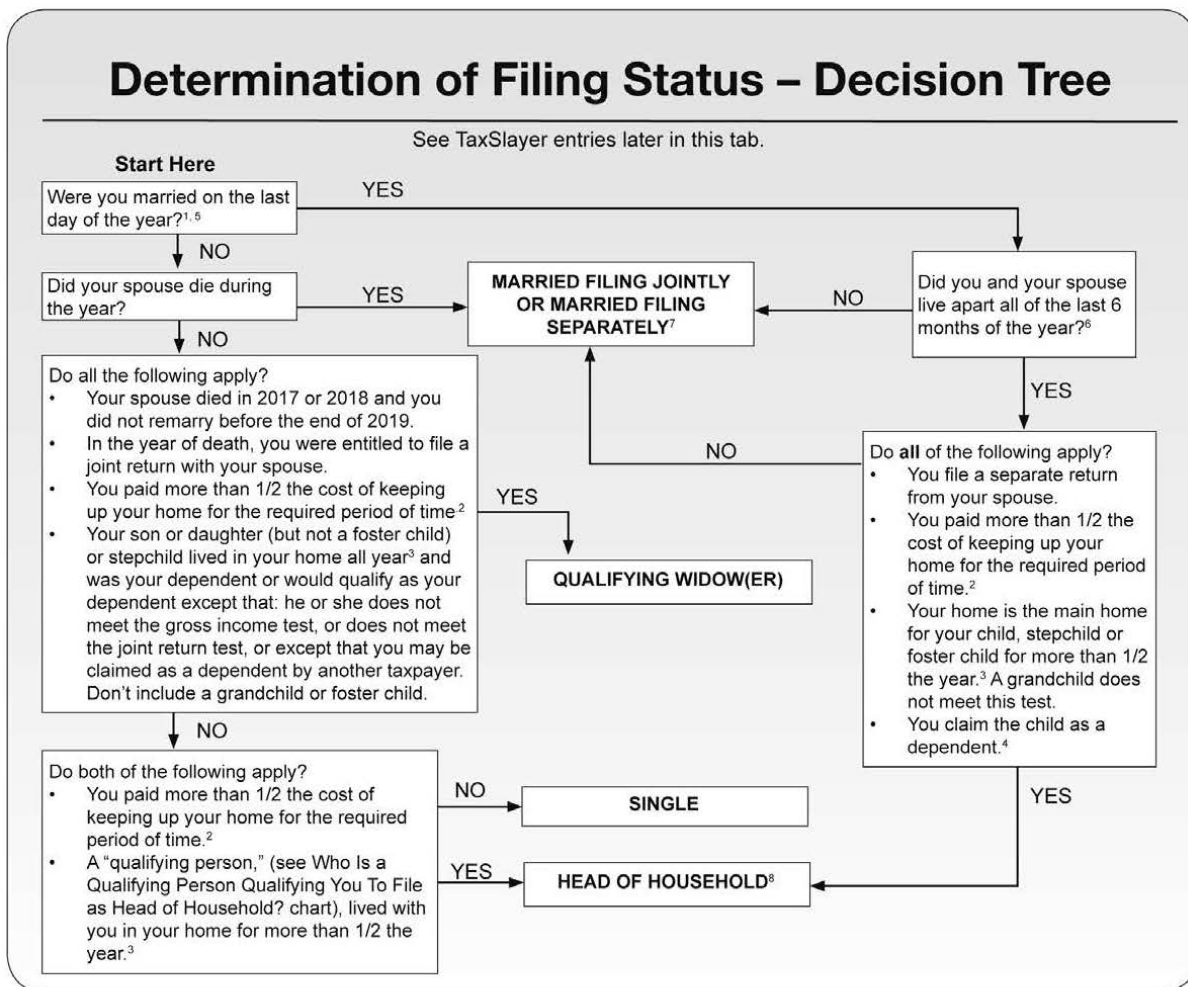 Determination of Filing Status – Decision Tree
See TaxSlayer entries later in this tab.
Start Here
Were you married on the last
day of the year?1, 5
YES
NO
Did your spouse die during
the year?
YES
MARRIED FILING JOINTLY
OR MARRIED FILING
SEPARATELY7
NO
Did you and your spouse
live apart all of the last 6
months of the year?6
NO
YES
Do all the following apply?
• Your spouse died in 2017 or 2018 and you
did not remarry before the end of 2019.
• In the year of death, you were entitled to file a
joint return with your spouse.
• You paid more than 1/2 the cost of keeping
up your home for the required period of time.2
• Your son or daughter (but not a foster child)
or stepchild lived in your home all year3 and
was your dependent or would qualify as your
dependent except that: he or she does not
meet the gross income test, or does not meet
the joint return test, or except that you may be
claimed as a dependent by another taxpayer.
Don’t include a grandchild or foster child.
YES
QUALIFYING WIDOW(ER)
NO
Do all of the following apply?
• You file a separate return
from your spouse.
• You paid more than 1/2 the
cost of keeping up your
home for the required period
of time.2
• Your home is the main home
for your child, stepchild or
foster child for more than 1/2
the year.3 A grandchild does
not meet this test.
• You claim the child as a
dependent.4
NO
YES
Do both of the following apply?
• You paid more than 1/2 the cost of
keeping up your home for the required
period of time.2
• A “qualifying person,” (see Who Is a
Qualifying Person Qualifying You To File
as Head of Household? chart), lived with
you in your home for more than 1/2 the
year.3
NO
SINGLE
YES
HEAD OF HOUSEHOLD8